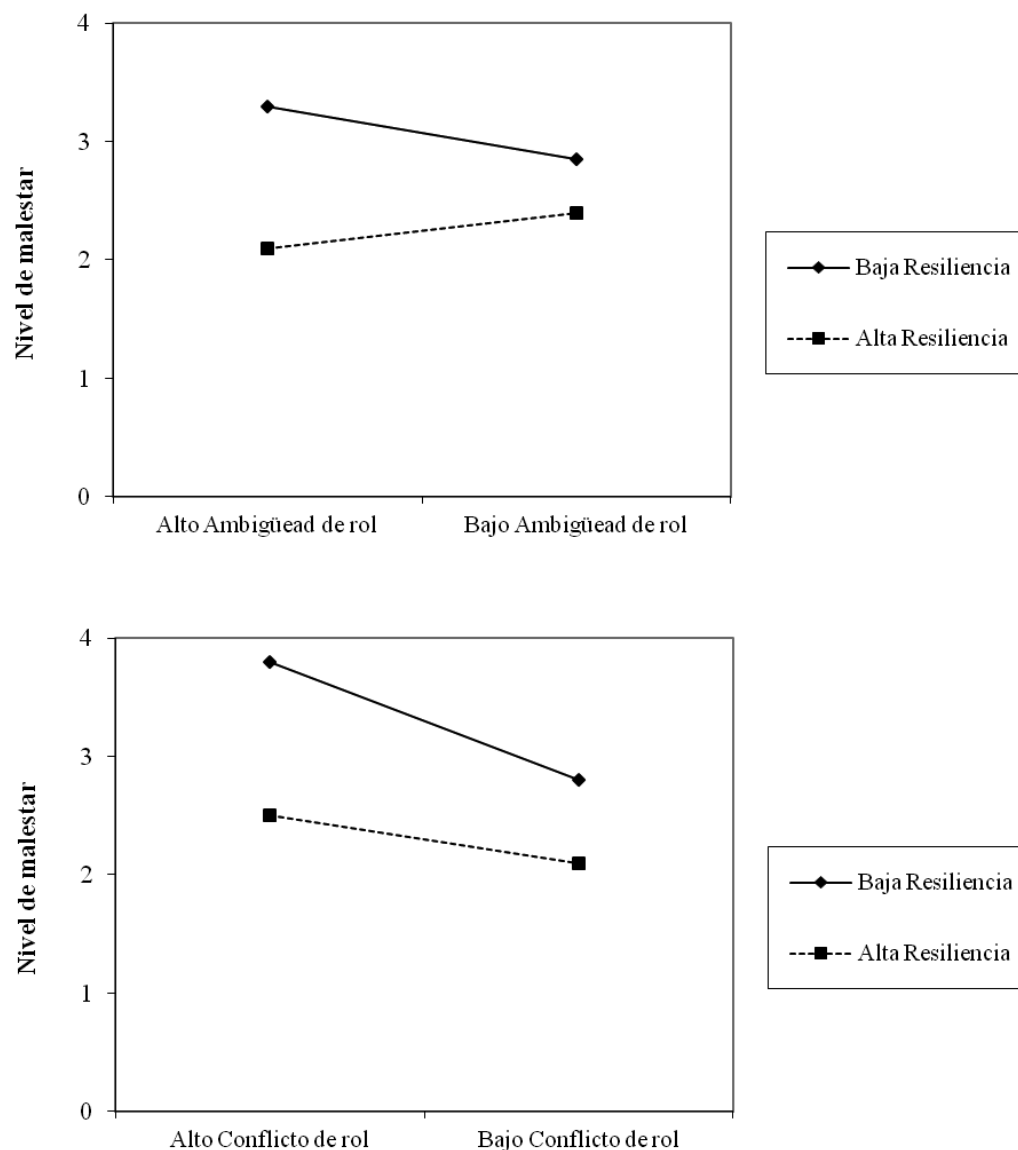 4
3
2
1
0
Nivel de malestar
Alto Ambigüead de rol
Bajo Ambigüead de rol
Baja Resiliencia
Alta Resiliencia
4
3
2
1
0
Nivel de malestar
Alto Conflicto de rol
Bajo Conflicto de rol
Baja Resiliencia
Alta Resiliencia